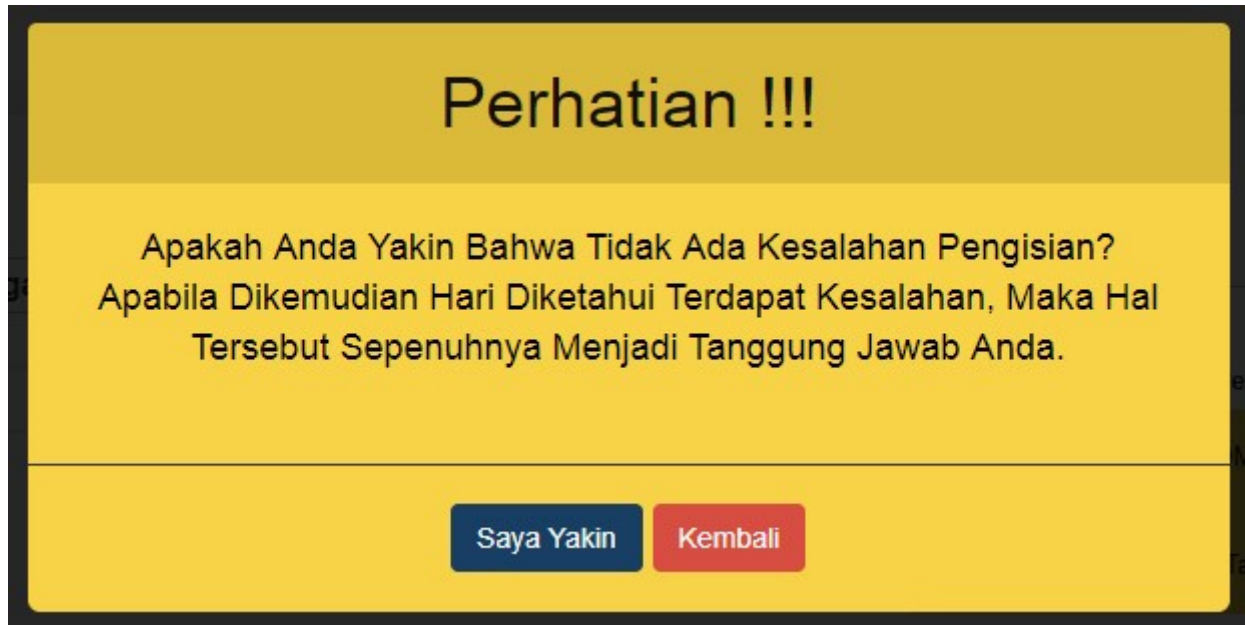 Perhatian !!!
Apakah Anda Yakin Bahwa Tidak Ada Kesalahan Pengisian?
Apabila Dikemudian Hari Diketahui Terdapat Kesalahan, Maka Hal
Tersebut Sepenuhnya Menjadi Tanggung Jawab Anda.
Saya Yakin Kembali